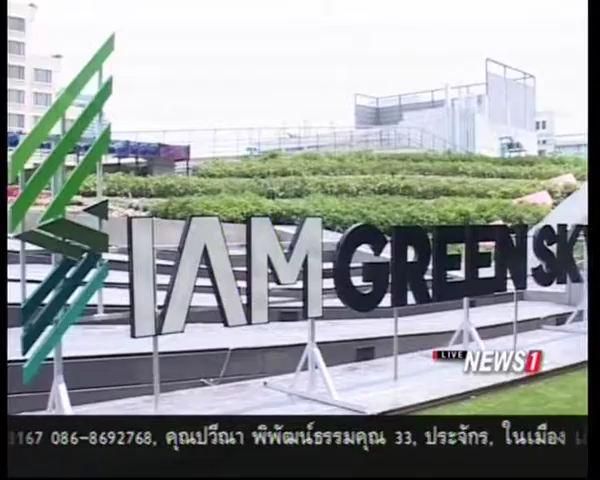 IAM GREEN SK
LIVE NEWS1
3167 086-8692768, คุณปวีณา พิพัฒน์ธรรมคุณ 33, ประจักร, ในเมือง